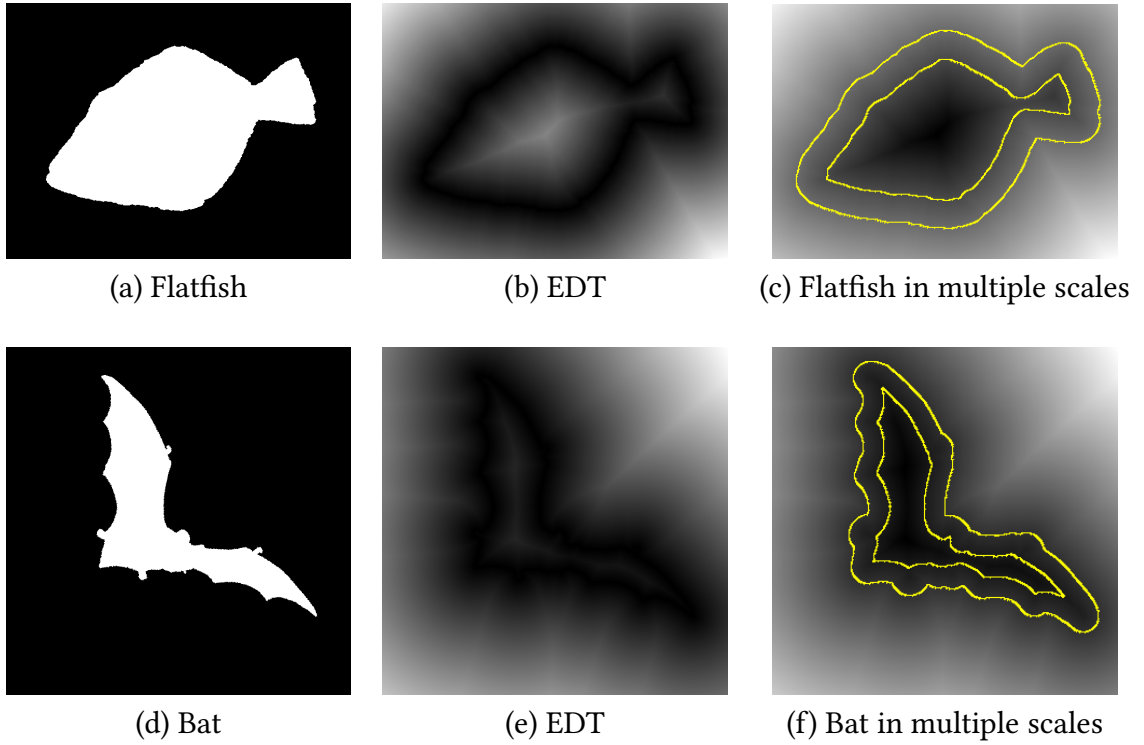 (a) Flatfish
(b) EDT
(c) Flatfish in multiple scales
(d) Bat
(e) EDT
(f) Bat in multiple scales